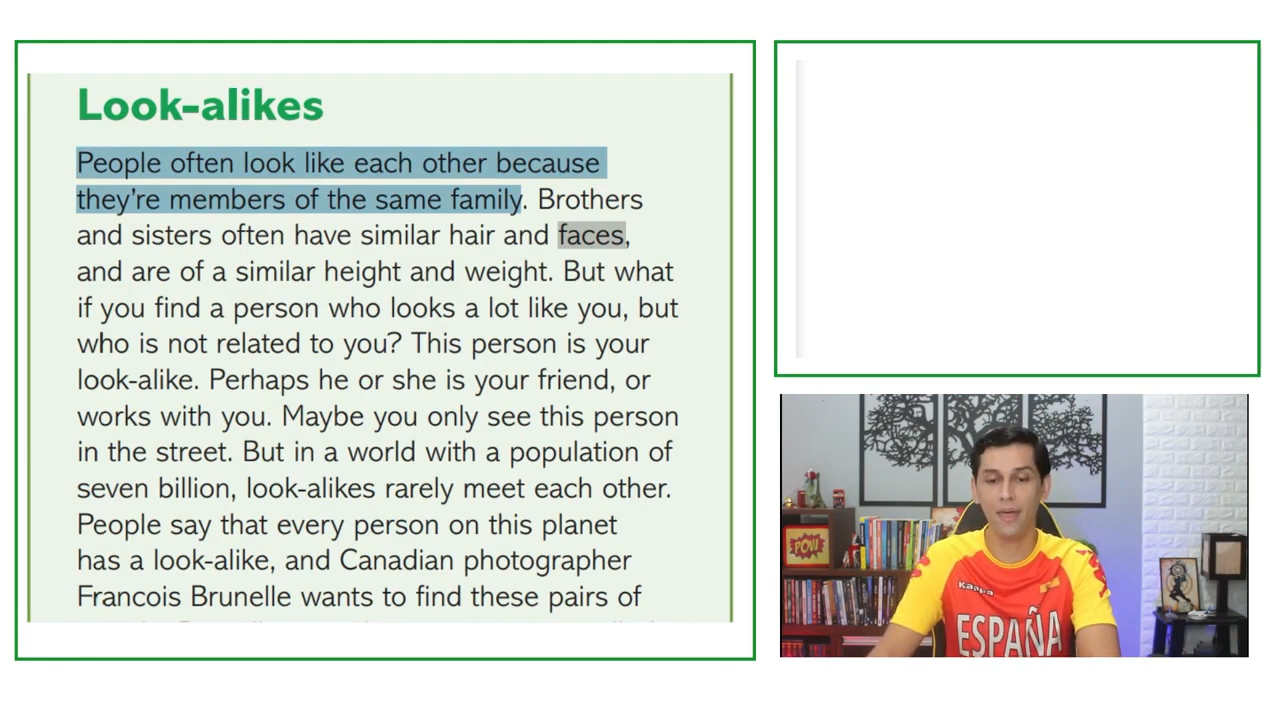 Look-alikes
People often look like each other because
they're members of the same family. Brothers
and sisters often have similar hair and faces,
and are of a similar height and weight. But what
if you find a person who looks a lot like you, but
who is not related to you? This person is your
look-alike. Perhaps he or she is your friend, or
works with you. Maybe you only see this person
in the street. But in a world with a population of
seven billion, look-alikes rarely meet each other.
People say that every person on this planet
has a look-alike, and Canadian photographer
Francois Brunelle wants to find these pairs of
POW
Kaapa
ESPAÑA